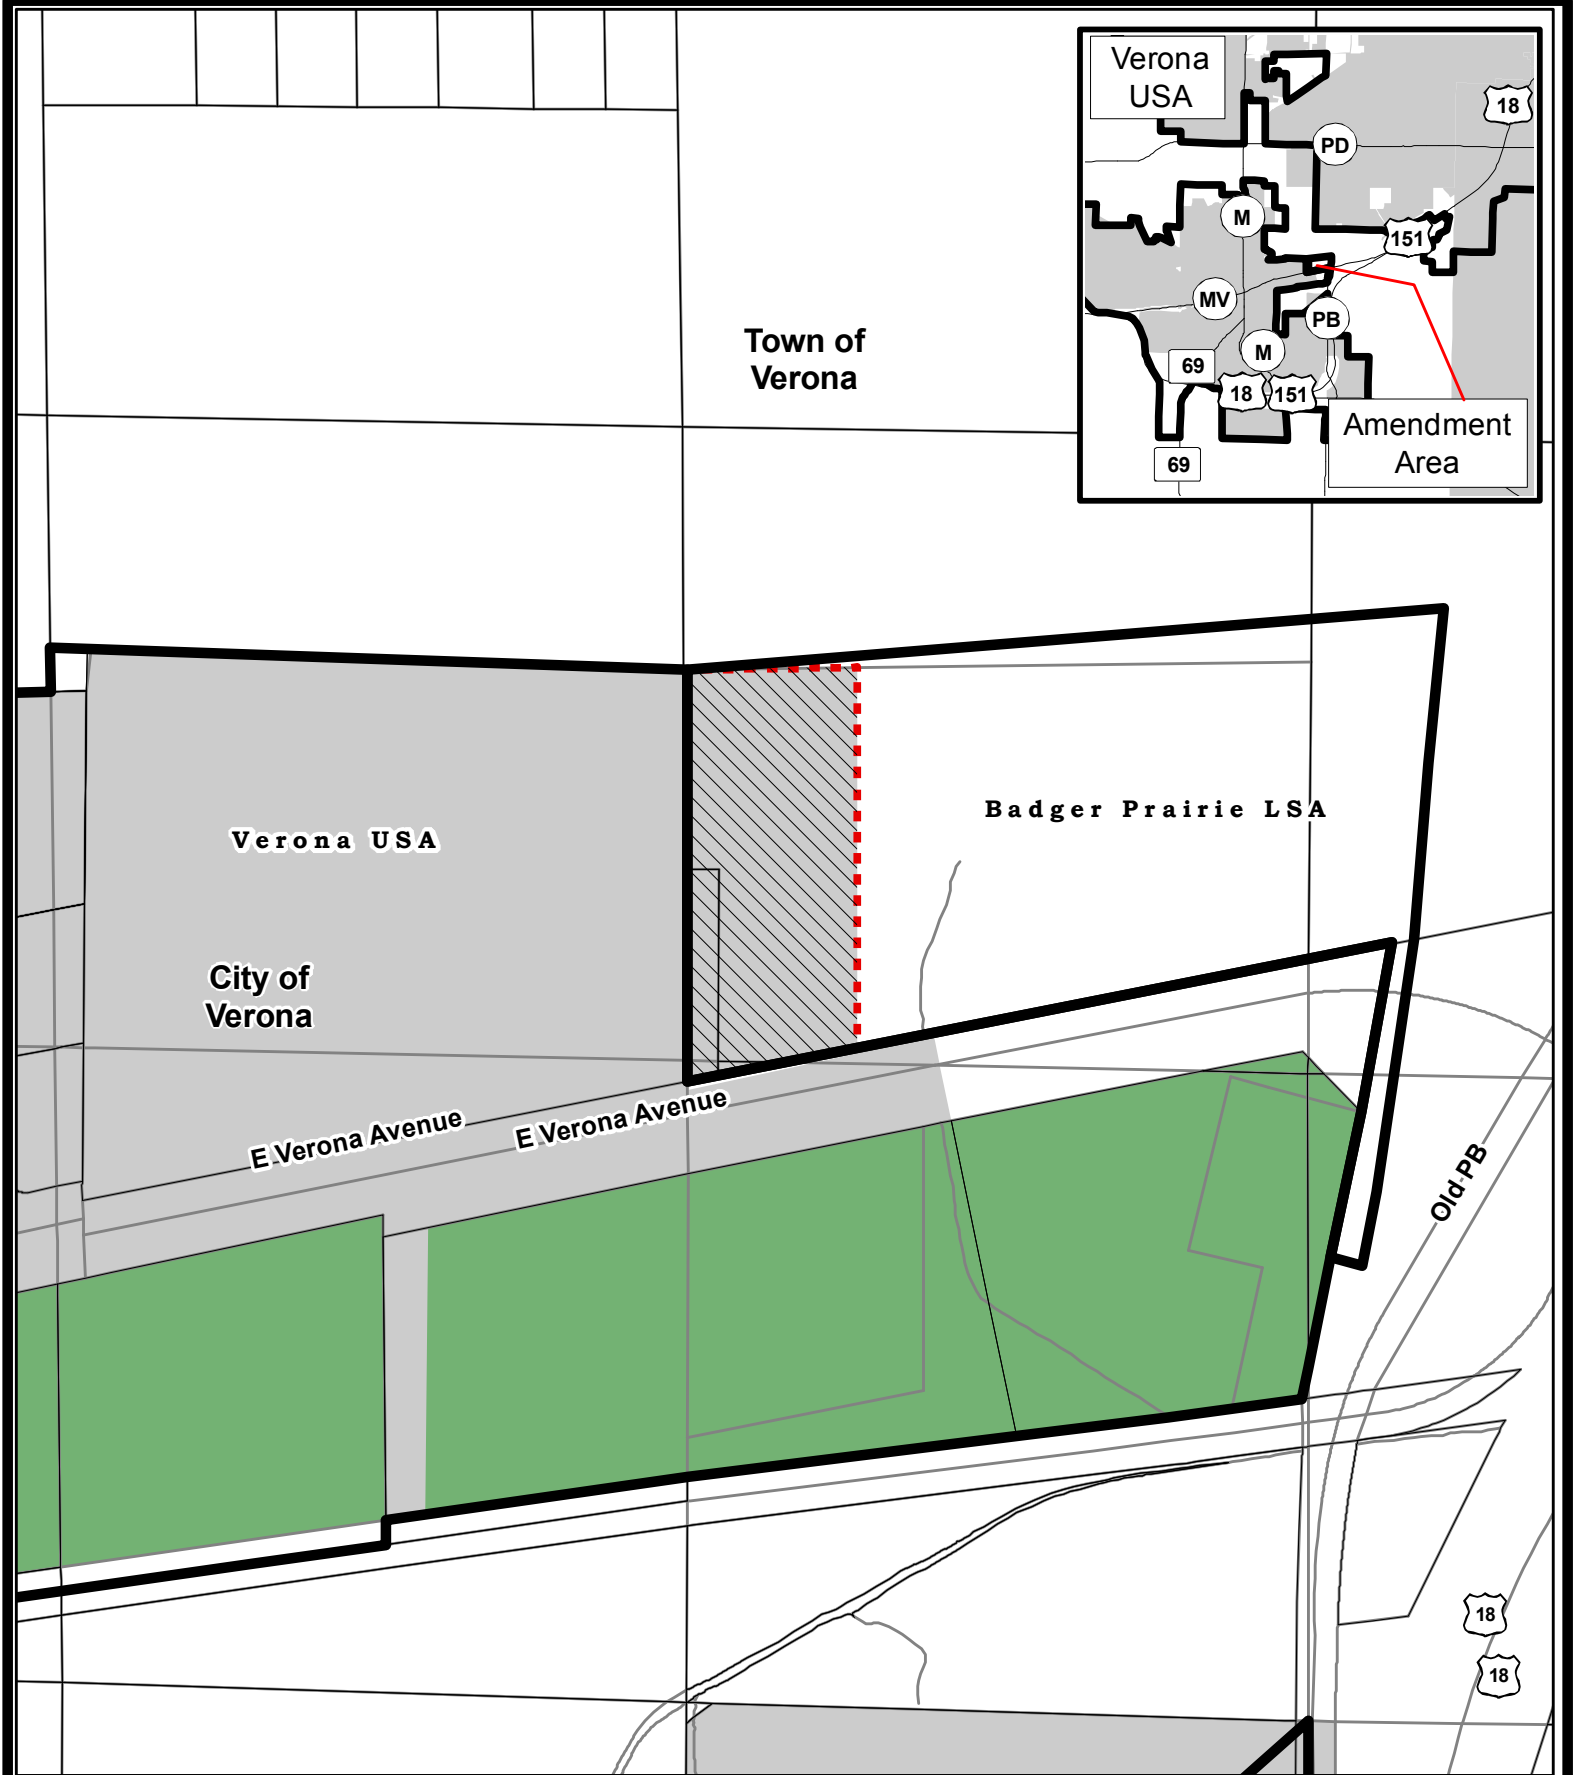 Verona
USA
18
PD
M
151
MV
PB
M
69
18
151
Amendment
Area
69
Town of
Verona
Badger Prairie LSA
Verona USA
City of
Verona
E Verona Avenue
E Verona Avenue
Old PB
18
18